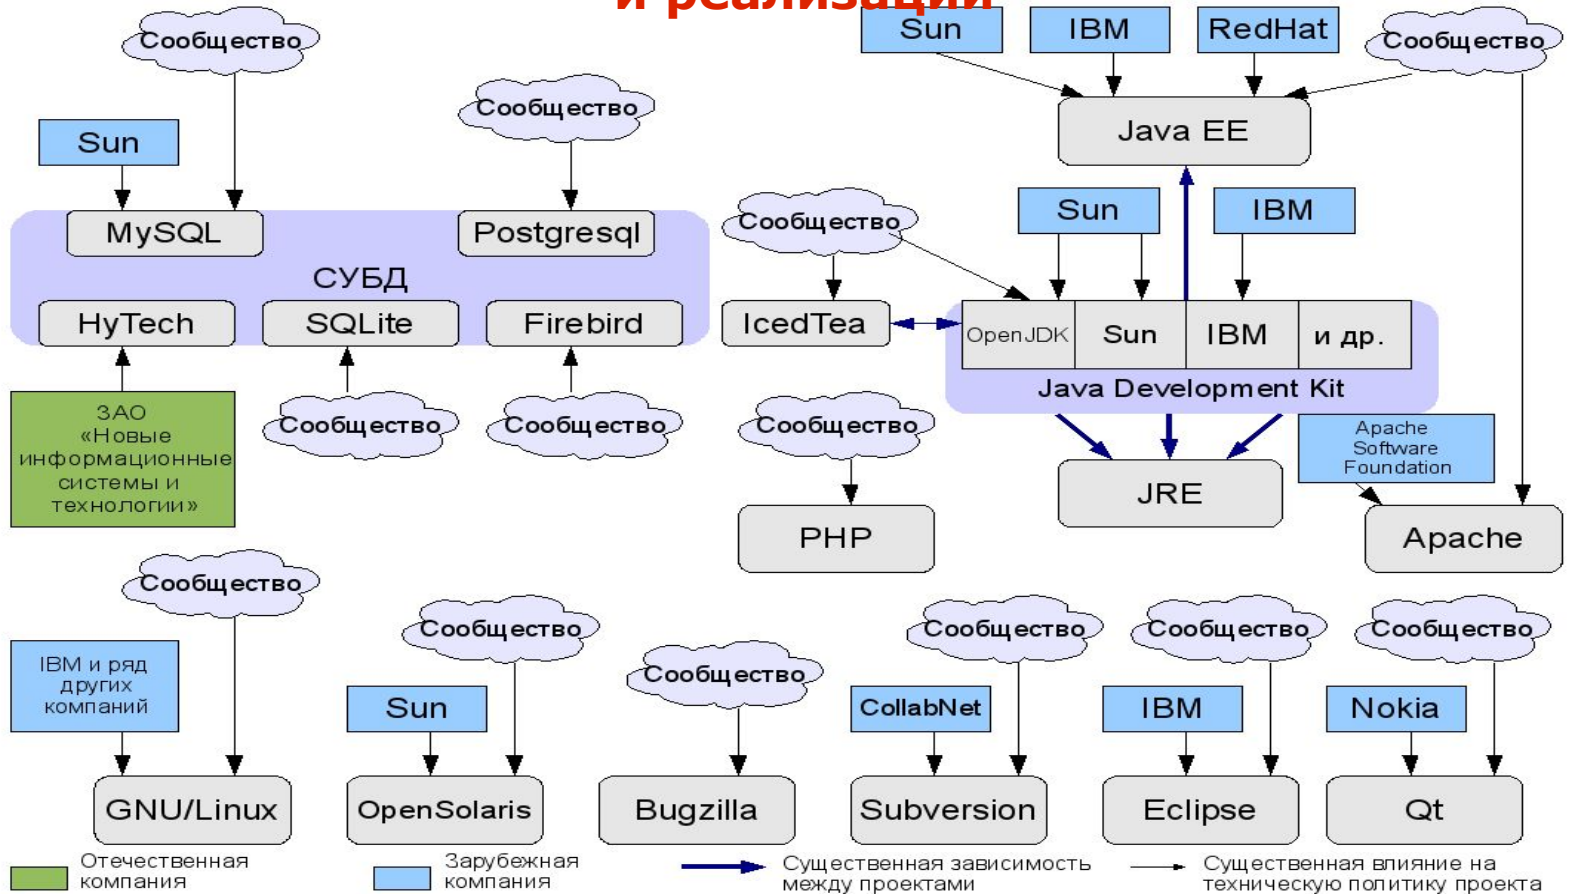 и реализации
Сообщество
Sun
IBM
RedHat
Сообщество
Сообщество
Java EE
Sun
Сообщество
Sun
IBM
MySQL
Postgresql
СУБД
HyTech
SQLite
Firebird
IcedTea
OpenJDK
Sun
IBM
и др.
Java Development Kit
ЗАО
«Новые
информационные
системы и
технологии»
Сообщество
Сообщество
Сообщество
Apache
Software
Foundation
JRE
PHP
Apache
Сообщество
IBM и ряд
других
компаний
Сообщество
Sun
Сообщество
Сообщество
CollabNet
Сообщество
IBM
Сообщество
Nokia
GNU/Linux
OpenSolaris
Bugzilla
Subversion
Eclipse
Qt
Отечественная
компания
Зарубежная
компания
Существенная зависимость
между проектами
Существенная влияние на
техническую политику проекта